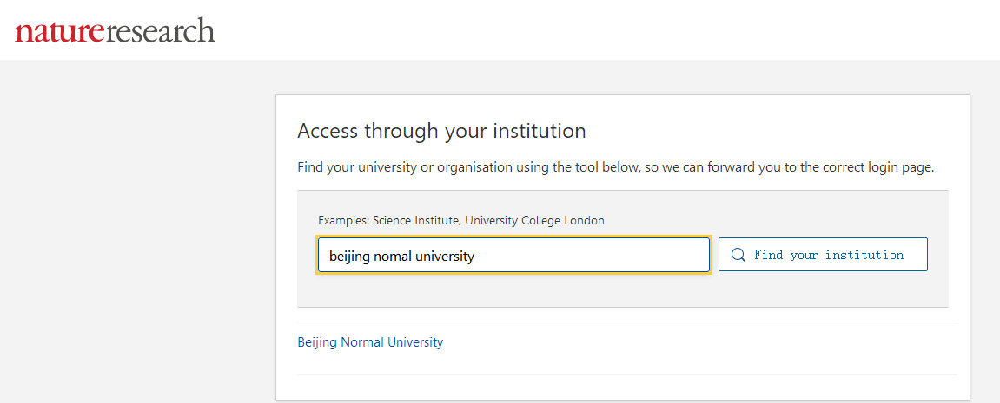 natureresearch
Access through your institution
Find your university or organisation using the tool below, so we can forward you to the correct login page.
Examples: Science Institute, University College London
beijing nomal university
Find your institution
Beijing Normal University